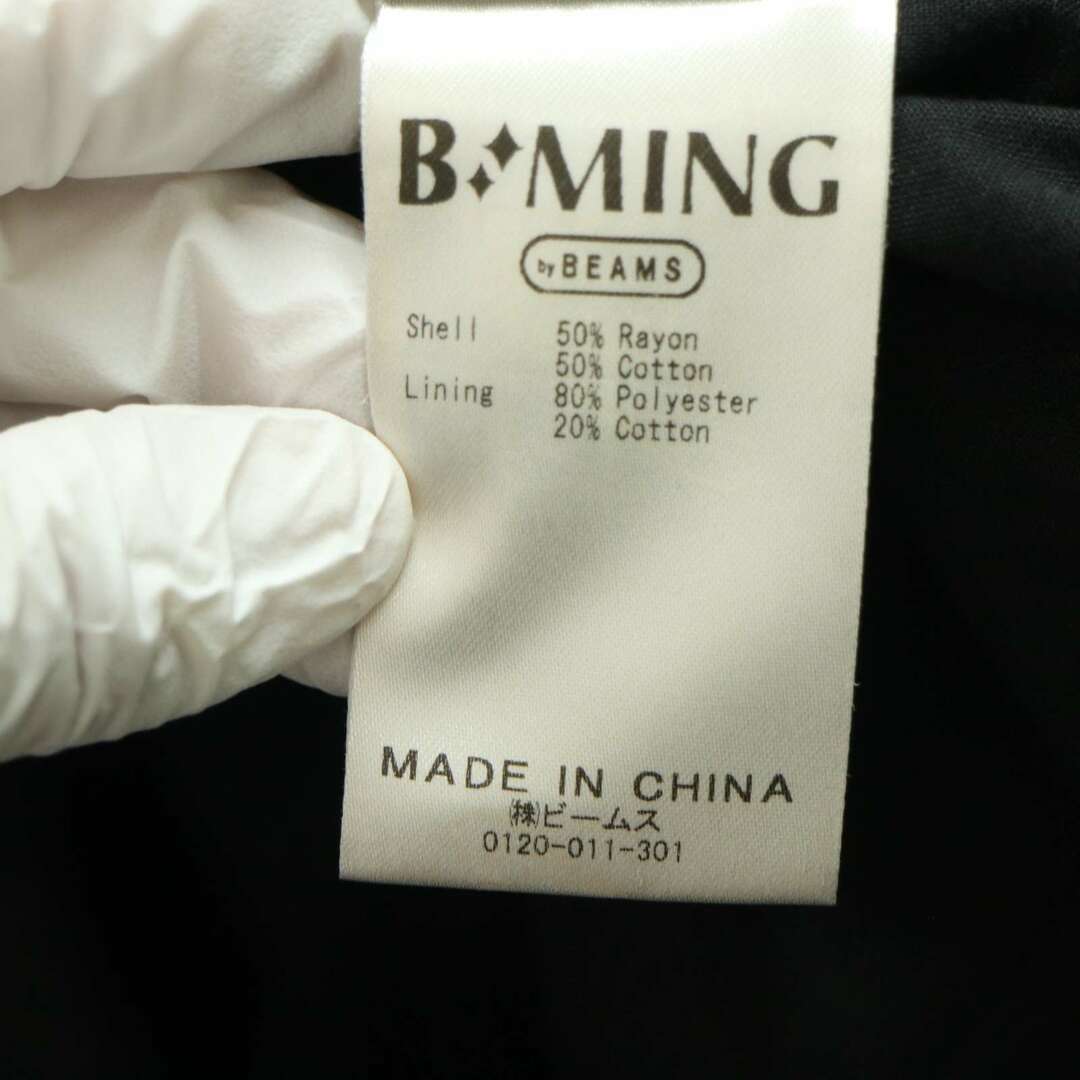 B MING
by BEAMS
Shell 50% Rayon
50% Cotton
Lining 80% Polyester
20% Cotton
MADE IN CHINA
㈱ビームス
0120-011-301